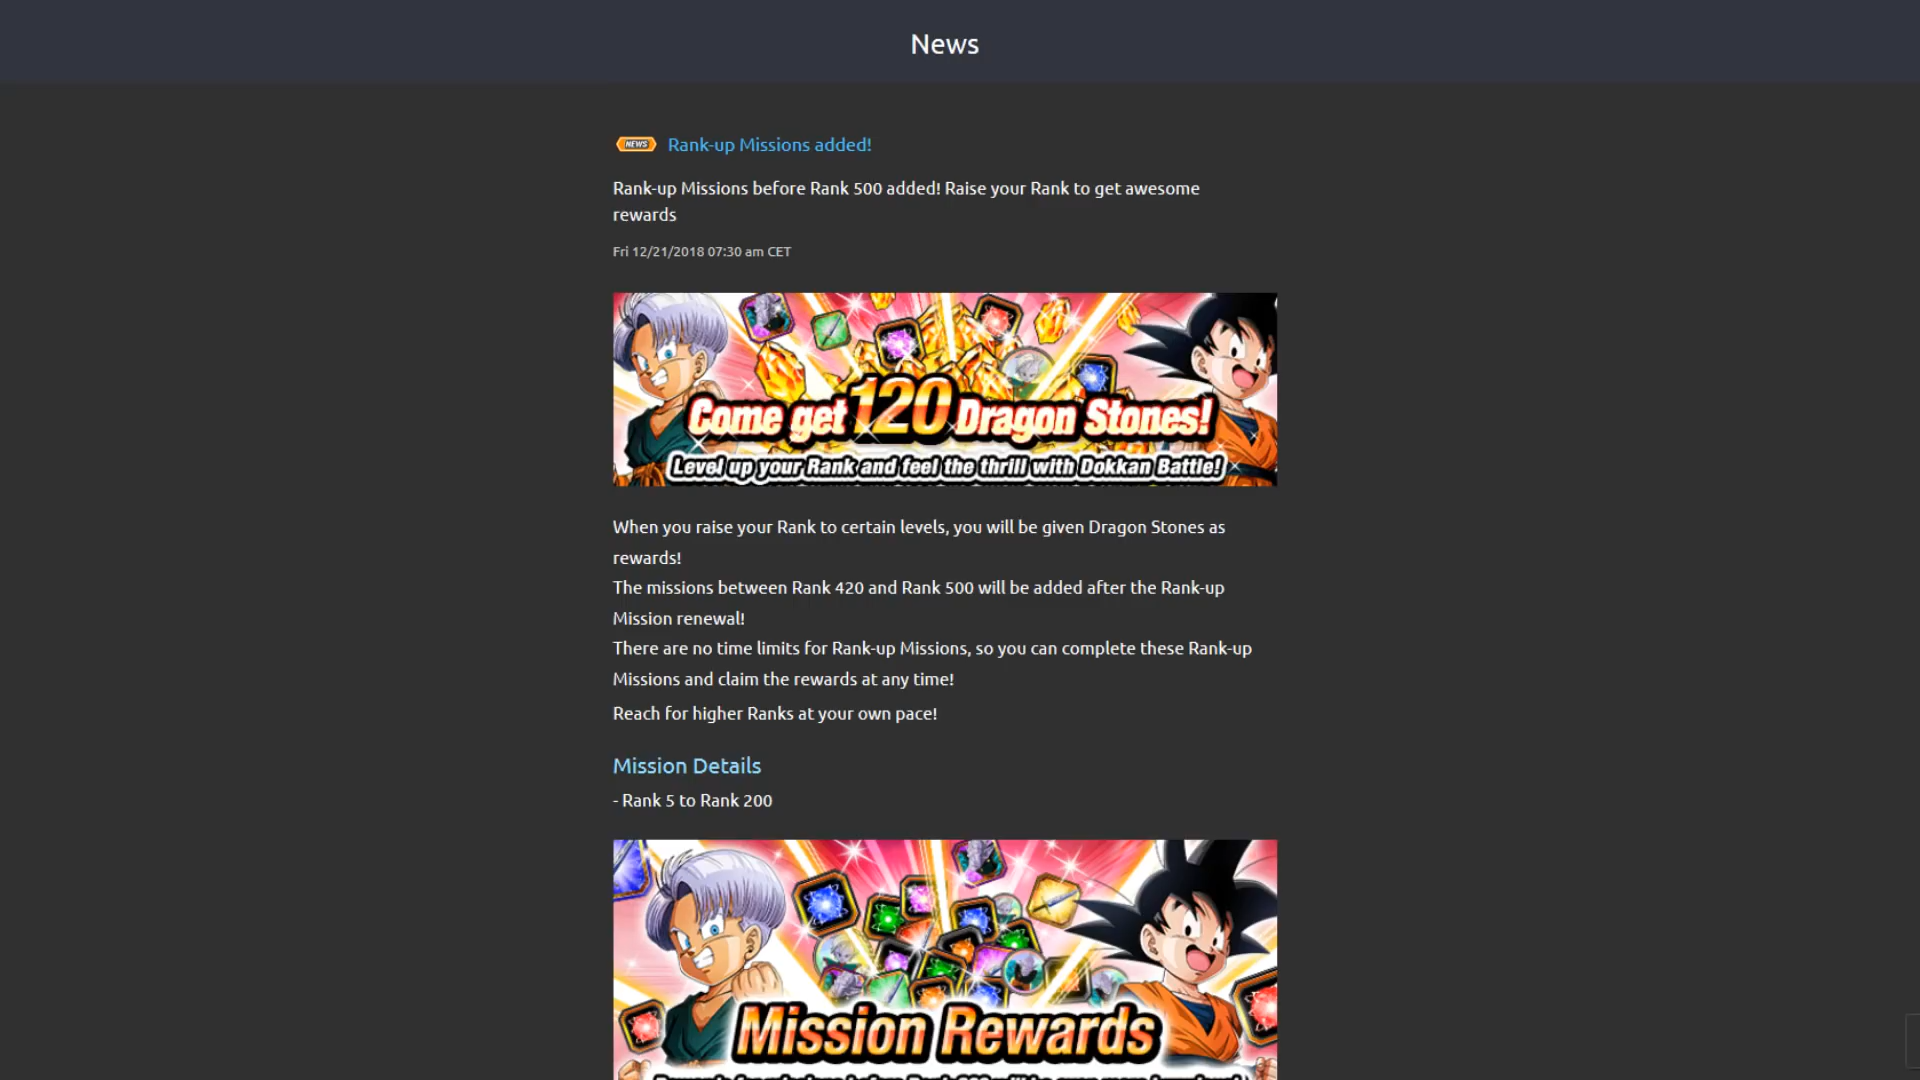 News
NEWS Rank-up Missions added!
Rank-up Missions before Rank 500 added! Raise your Rank to get awesome
rewards
Fri 12/21/2018 07:30 am CET
Come get 120 Dragon Stones!
Level up your Rank and feel the thrill with Dokkan Battle!
When you raise your Rank to certain levels, you will be given Dragon Stones as
rewards!
The missions between Rank 420 and Rank 500 will be added after the Rank-up
Mission renewal!
There are no time limits for Rank-up Missions, so you can complete these Rank-up
Missions and claim the rewards at any time!
Reach for higher Ranks at your own pace!
Mission Details
- Rank 5 to Rank 200
Mission Rewards